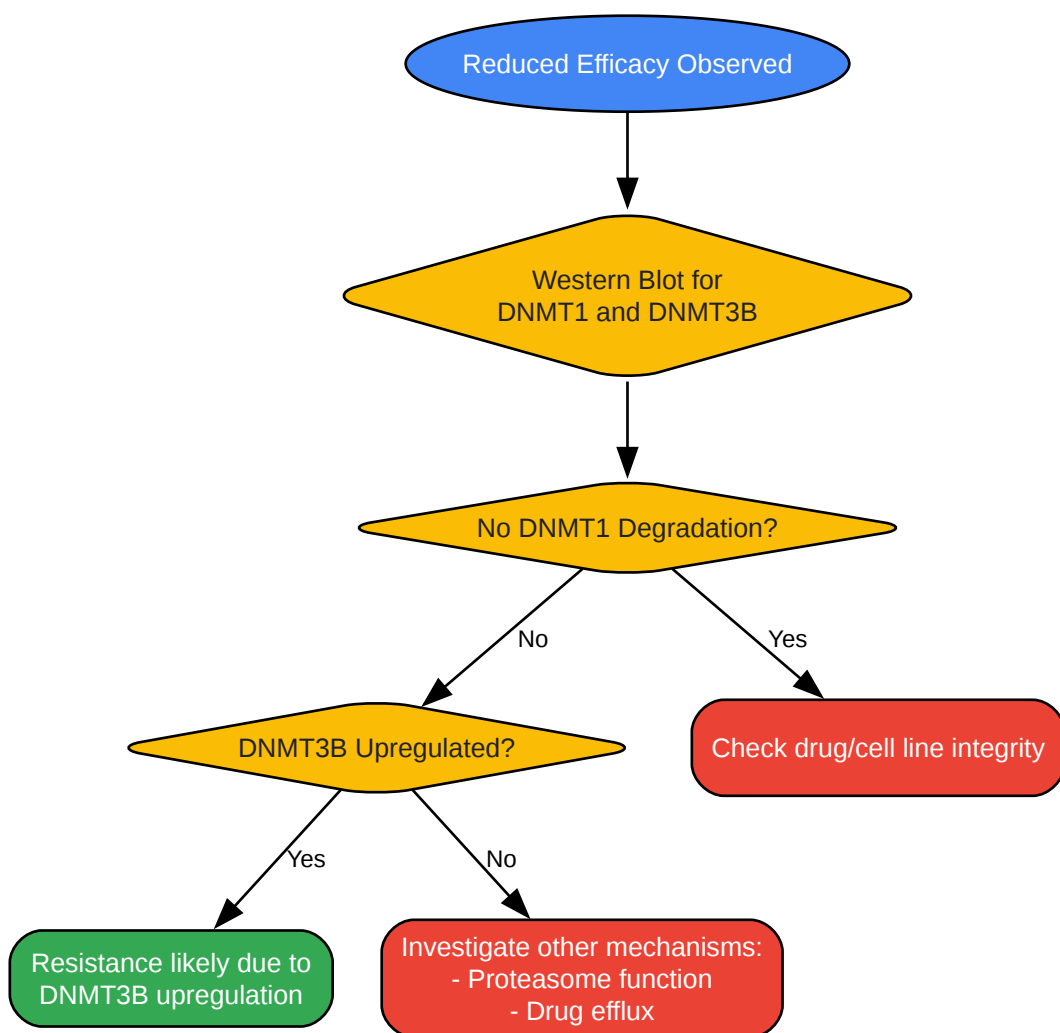 Reduced Efficacy Observed
Western Blot for
DNMT1 and DNMT3B
No DNMT1 Degradation?
No
Yes
DNMT3B Upregulated?
Check drug/cell line integrity
Yes
No
Resistance likely due to
DNMT3B upregulation
Investigate other mechanisms:
- Proteasome function
- Drug efflux